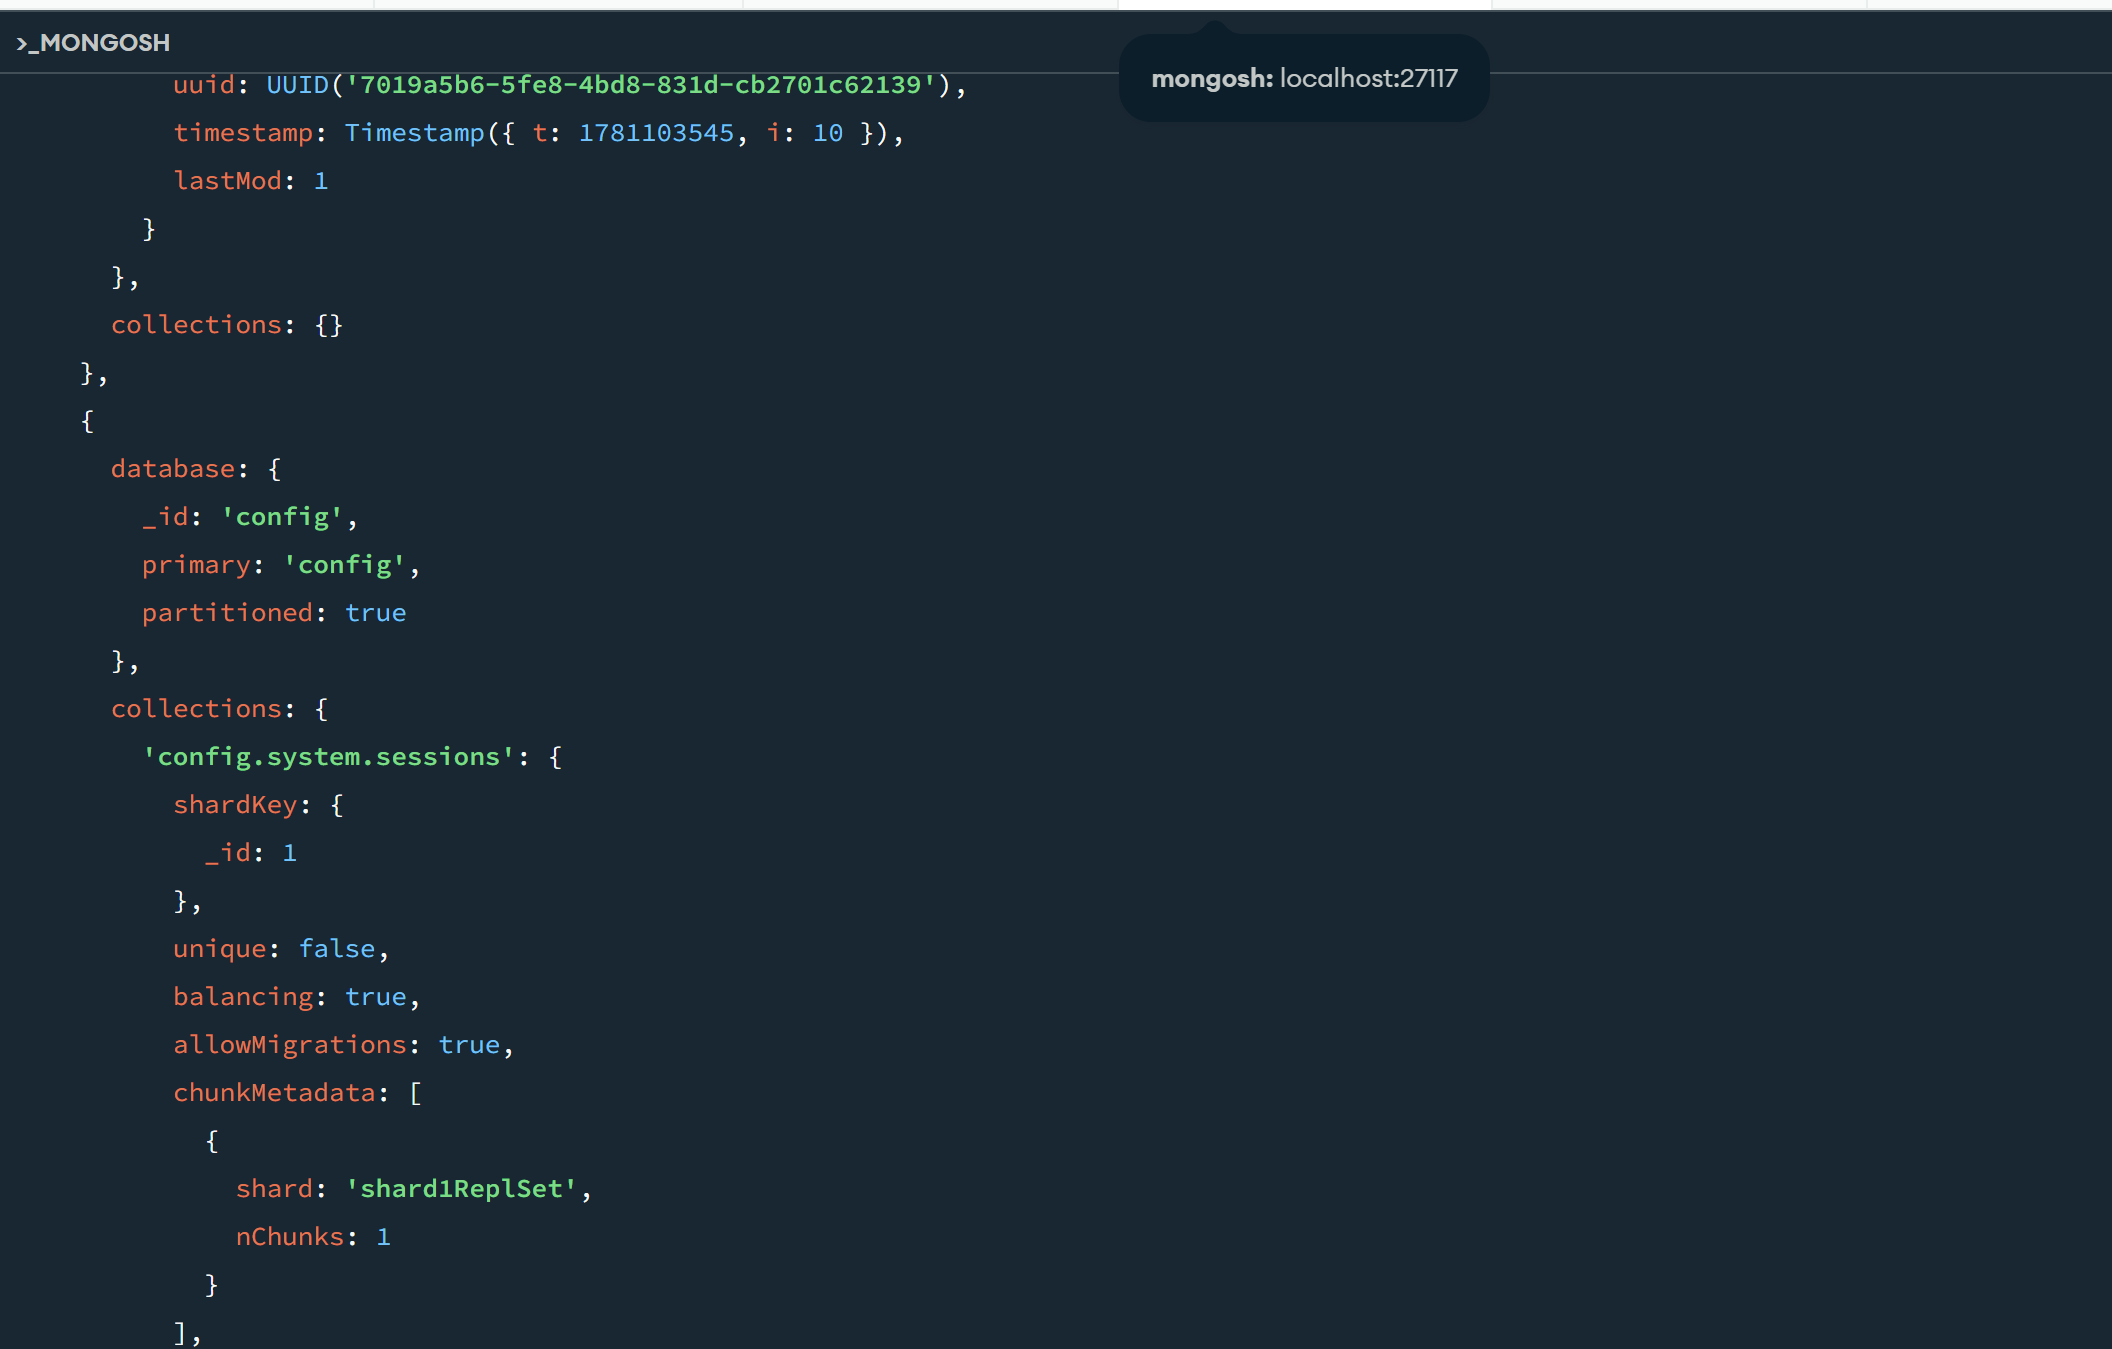 >_MONGOSH
mongosh: localhost:27117
uuid: UUID('7019a5b6-5fe8-4bd8-831d-cb2701c62139'),
timestamp: Timestamp({ t: 1781103545, i: 10 }),
lastMod: 1
}
},
collections: {}
},
{
database: {
_id: 'config',
primary: 'config',
partitioned: true
},
collections: {
'config.system.sessions': {
shardKey: {
_id: 1
},
unique: false,
balancing: true,
allowMigrations: true,
chunkMetadata: [
{
shard: 'shard1ReplSet',
nChunks: 1
}
],